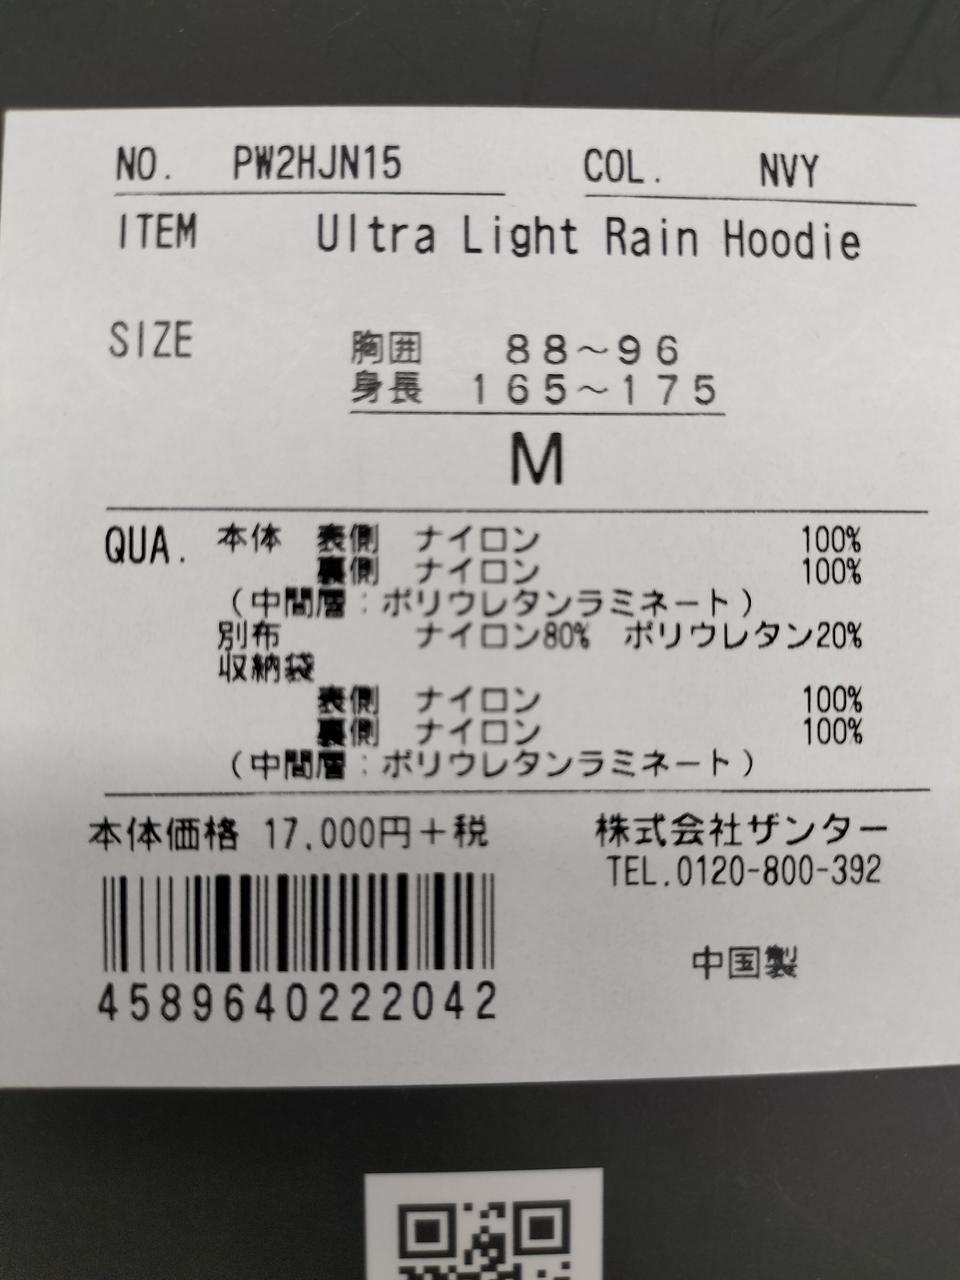 NO. PW2HJN15 COL. NVY
ITEM Ultra Light Rain Hoodie
SIZE 胸囲 88~96
身長 165~175
M
QUA. 本体 表側 ナイロン 100%
裏側 ナイロン 100%
(中間層:ポリウレタンラミネート)
別布 ナイロン80% ポリウレタン20%
収納袋
表側 ナイロン 100%
裏側 ナイロン 100%
(中間層:ポリウレタンラミネート)
本体価格 17,000円+税 株式会社ザンター
TEL.0120-800-392
中国製
4589640222042